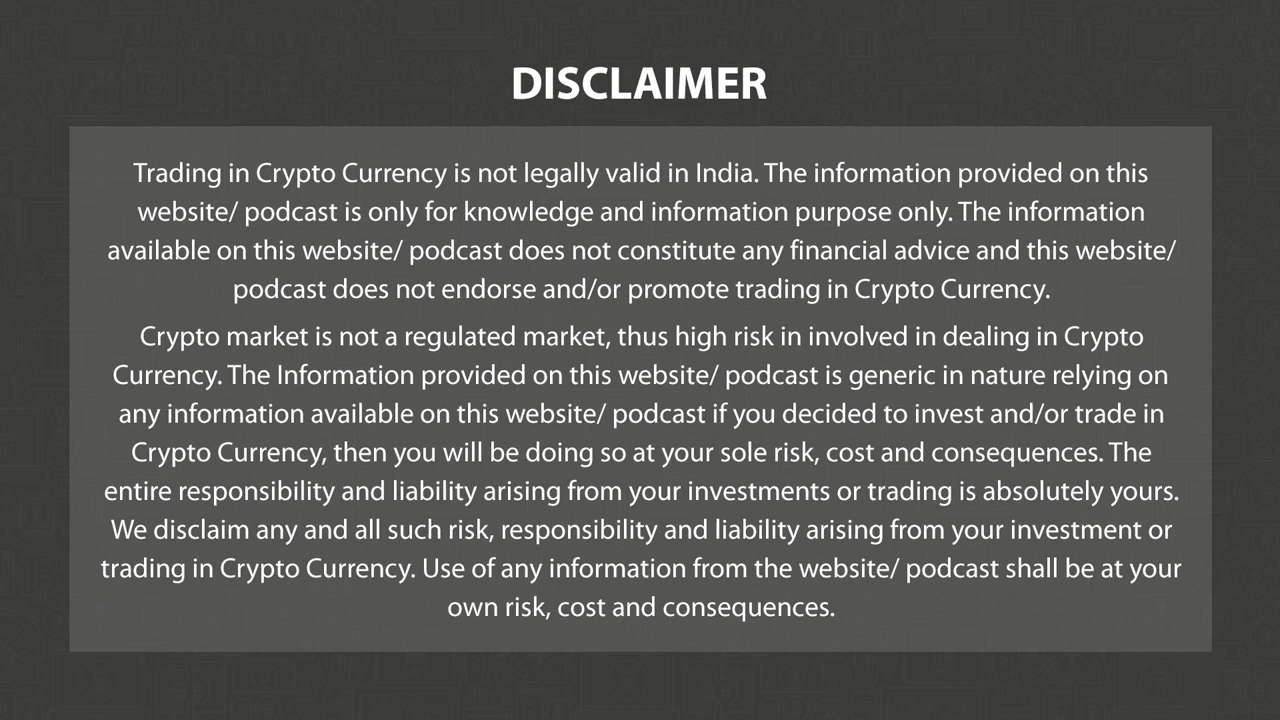 DISCLAIMER
Trading in Crypto Currency is not legally valid in India. The information provided on this
website/ podcast is only for knowledge and information purpose only. The information
available on this website/ podcast does not constitute any financial advice and this website/
podcast does not endorse and/or promote trading in Crypto Currency.
Crypto market is not a regulated market, thus high risk in involved in dealing in Crypto
Currency. The Information provided on this website/ podcast is generic in nature relying on
any information available on this website/ podcast if you decided to invest and/or trade in
Crypto Currency, then you will be doing so at your sole risk, cost and consequences. The
entire responsibility and liability arising from your investments or trading is absolutely yours.
We disclaim any and all such risk, responsibility and liability arising from your investment or
trading in Crypto Currency. Use of any information from the website/ podcast shall be at your
own risk, cost and consequences.